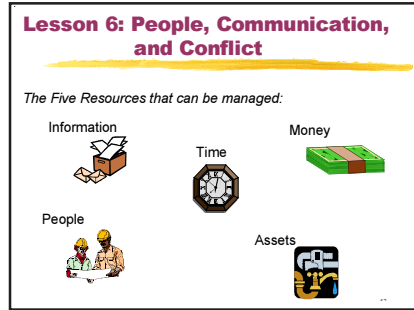 Lesson 6: People, Communication,
and Conflict
The Five Resources that can be managed:
Information
Money
Time
People
Assets